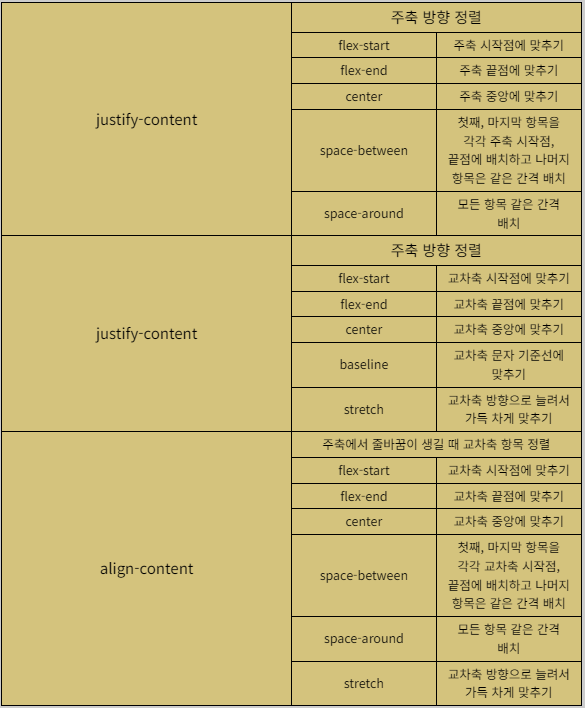 justify-content
주축 방향 정렬
flex-start
주축 시작점에 맞추기
flex-end
주축 끝점에 맞추기
center
주축 중앙에 맞추기
space-between
첫째, 마지막 항목을
각각 주축 시작점,
끝점에 배치하고 나머지
항목은 같은 간격 배치
space-around
모든 항목 같은 간격
배치
justify-content
주축 방향 정렬
flex-start
교차축 시작점에 맞추기
flex-end
교차축 끝점에 맞추기
center
교차축 중앙에 맞추기
baseline
교차축 문자 기준선에
맞추기
stretch
교차축 방향으로 늘려서
가득 차게 맞추기
align-content
주축에서 줄바꿈이 생길 때 교차축 항목 정렬
flex-start
교차축 시작점에 맞추기
flex-end
교차축 끝점에 맞추기
center
교차축 중앙에 맞추기
space-between
첫째, 마지막 항목을
각각 교차축 시작점,
끝점에 배치하고 나머지
항목은 같은 간격 배치
space-around
모든 항목 같은 간격
배치
stretch
교차축 방향으로 늘려서
가득 차게 맞추기